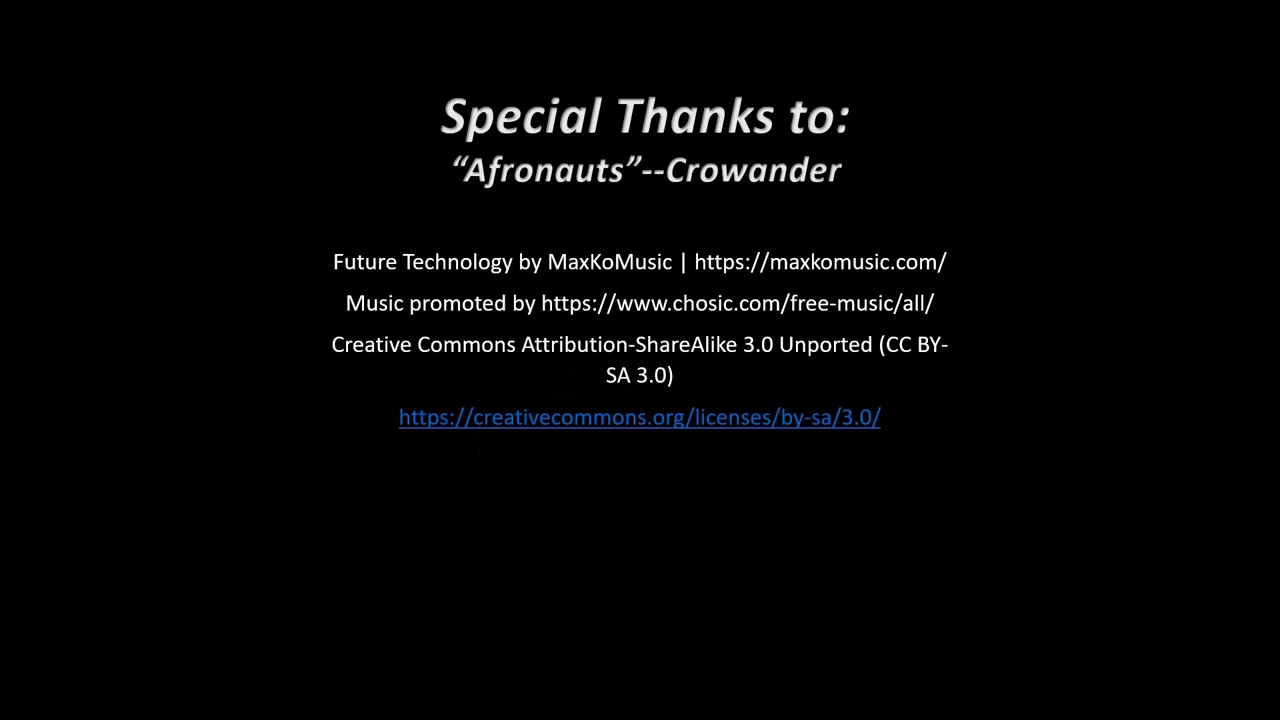 Special Thanks to:
“Afronauts”--Crowander
Future Technology by MaxKoMusic | https://maxkomusic.com/
Music promoted by https://www.chosic.com/free-music/all/
Creative Commons Attribution-ShareAlike 3.0 Unported (CC BY-
SA 3.0)
https://creativecommons.org/licenses/by-sa/3.0/